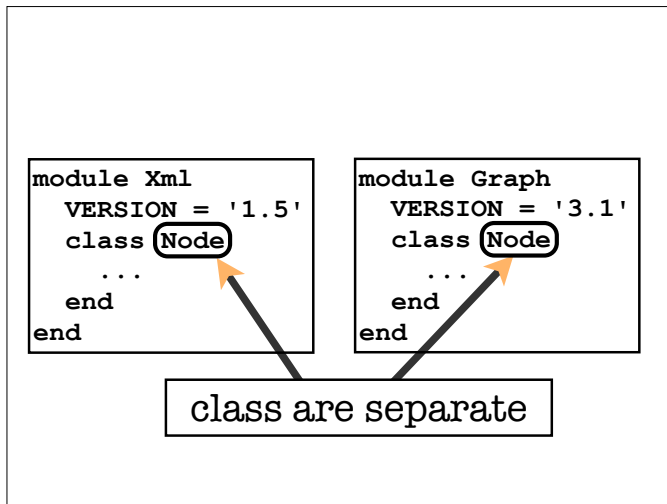 module Xml
  VERSION = '1.5'
  class Node
    ...
  end
end
module Graph
  VERSION = '3.1'
  class Node
    ...
  end
end
class are separate